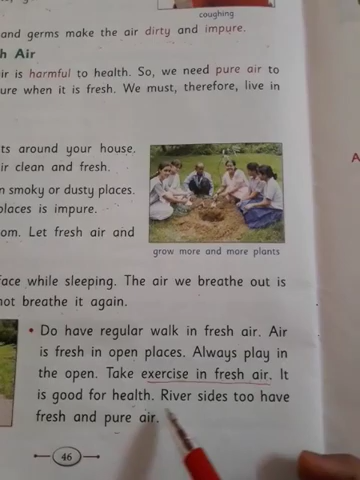 coughing
and germs make the air dirty and impure.
h Air
ir is harmful to health. So, we need pure air to
ure when it is fresh. We must, therefore, live in
ts around your house.
ir clean and fresh.
n smoky or dusty places.
places is impure.
om. Let fresh air and
grow more and more plants
face while sleeping. The air we breathe out is
not breathe it again.
• Do have regular walk in fresh air. Air
is fresh in open places. Always play in
the open. Take exercise in fresh air. It
is good for health. River sides too have
fresh and pure air.
46
A